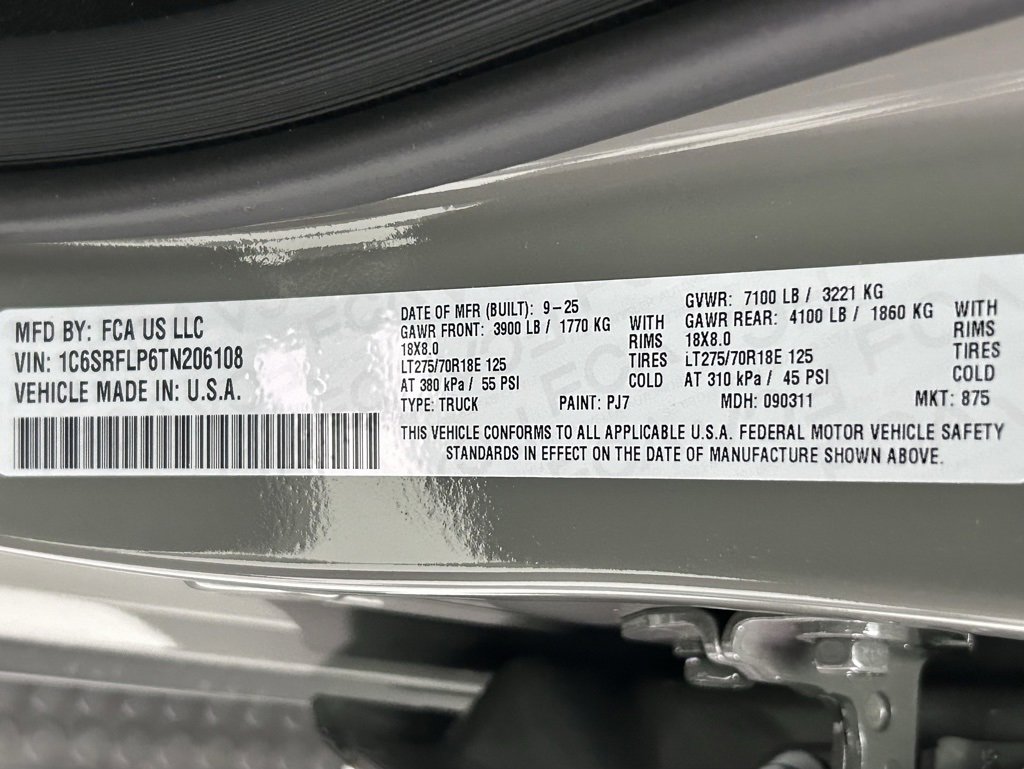 MFD BY: FCA US LLC
VIN: 1C6SRFLP6TN206108
VEHICLE MADE IN: U.S.A.
DATE OF MFR (BUILT): 9-25
GVWR: 7100 LB / 3221 KG
GAWR FRONT: 3900 LB / 1770 KG WITH
18X8.0 RIMS
LT275/70R18E 125 TIRES
AT 380 kPa / 55 PSI COLD
GAWR REAR: 4100 LB / 1860 KG WITH
18X8.0 RIMS
LT275/70R18E 125 TIRES
AT 310 kPa / 45 PSI COLD
TYPE: TRUCK PAINT: PJ7 MDH: 090311 MKT: 875
THIS VEHICLE CONFORMS TO ALL APPLICABLE U.S.A. FEDERAL MOTOR VEHICLE SAFETY
STANDARDS IN EFFECT ON THE DATE OF MANUFACTURE SHOWN ABOVE.